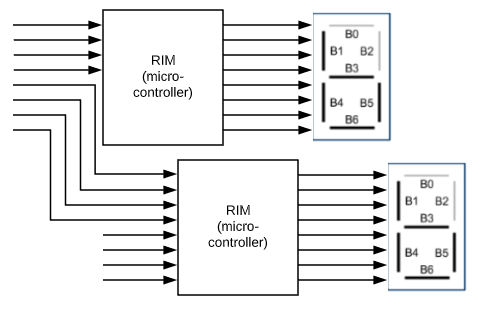 RIM
(micro-
controller)
B0
B1 B2
B3
B4 B5
B6
RIM
(micro-
controller)
B0
B1 B2
B3
B4 B5
B6